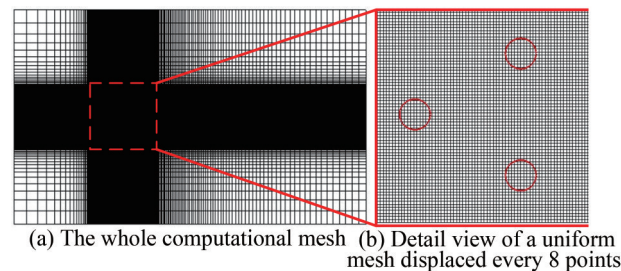 (a) The whole computational mesh
(b) Detail view of a uniform
mesh displaced every 8 points